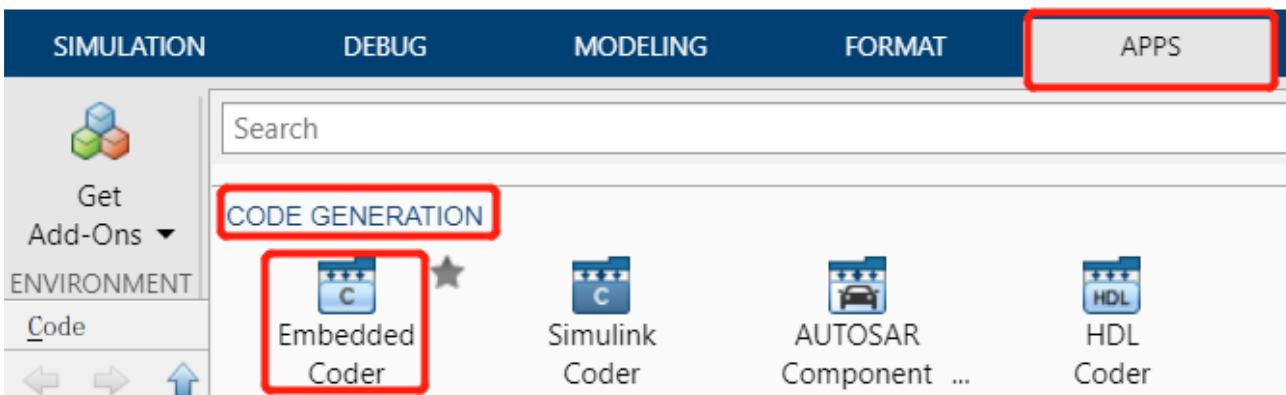 SIMULATION DEBUG MODELING FORMAT APPS
Search
Get
Add-Ons
CODE GENERATION
ENVIRONMENT
C C HDL
Code
Embedded Simulink AUTOSAR HDL
Coder Coder Component ... Coder